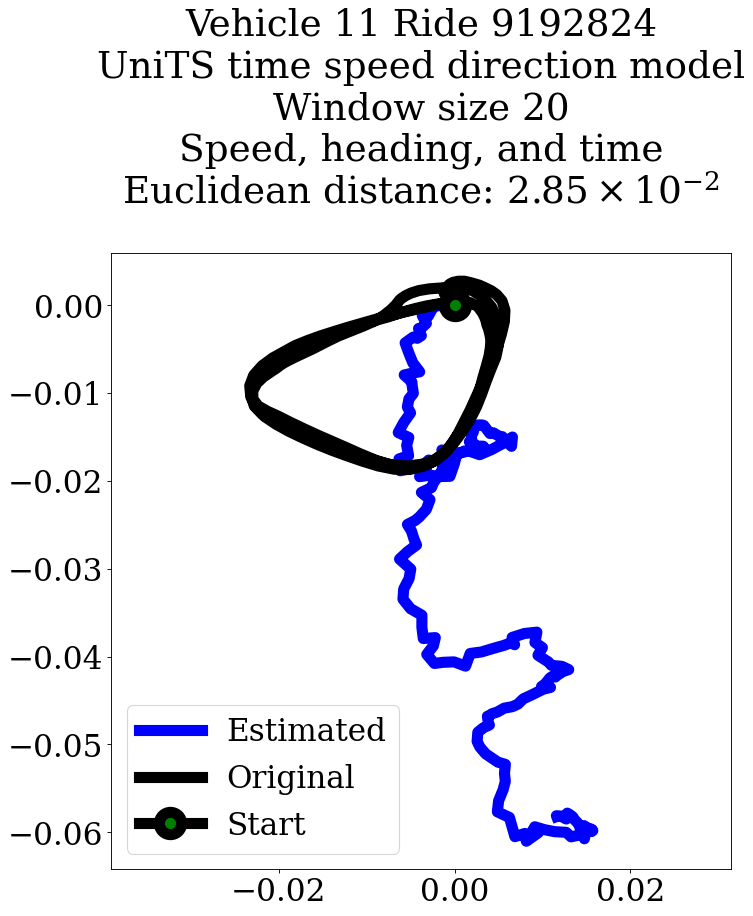 Vehicle 11 Ride 9192824
UniTS time speed direction model
Window size 20
Speed, heading, and time
Euclidean distance: 2.85 × 10⁻²
0.00
−0.01
−0.02
−0.03
−0.04
−0.05
−0.06
Estimated
Original
Start
−0.02 0.00 0.02